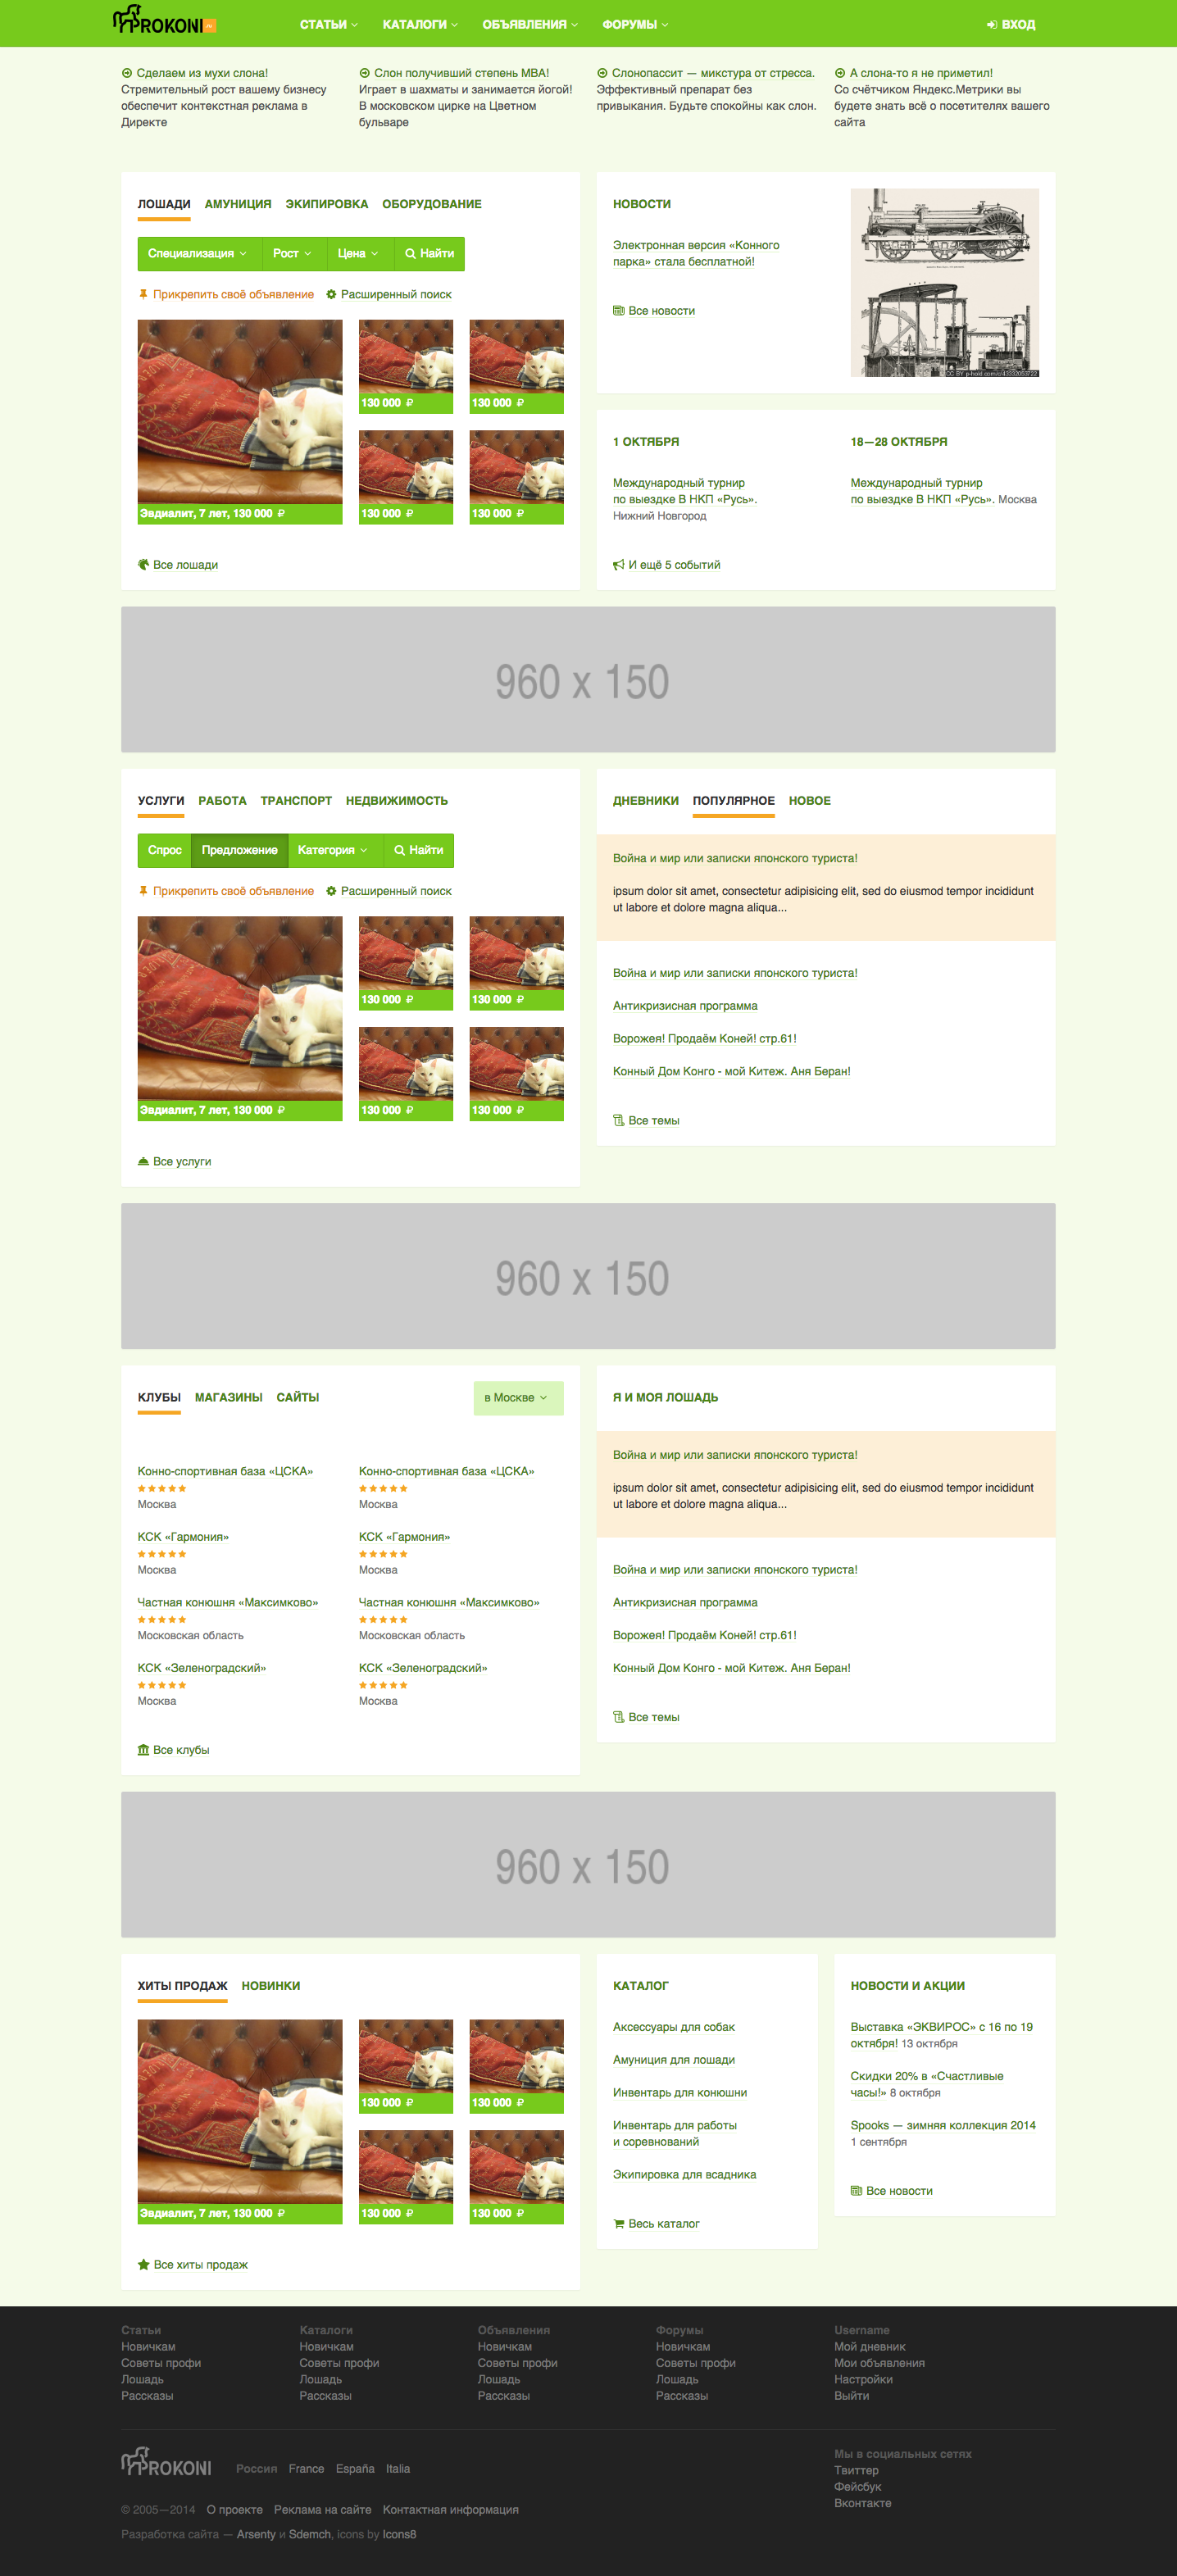 PROKONI.ru
СТАТЬИ КАТАЛОГИ ОБЪЯВЛЕНИЯ ФОРУМЫ ВХОД
Сделаем из мухи слона!
Стремительный рост вашему бизнесу
обеспечит контекстная реклама в
Директе
Слон получивший степень MBA!
Играет в шахматы и занимается йогой!
В московском цирке на Цветном
бульваре
Слонопассит — микстура от стресса.
Эффективный препарат без
привыкания. Будьте спокойны как слон.
А слона-то я не приметил!
Со счётчиком Яндекс.Метрики вы
будете знать всё о посетителях вашего
сайта
ЛОШАДИ АМУНИЦИЯ ЭКИПИРОВКА ОБОРУДОВАНИЕ
Специализация Рост Цена Найти
Прикрепить своё объявление Расширенный поиск
130 000 ₽ 130 000 ₽
Эвдиалит, 7 лет, 130 000 ₽ 130 000 ₽ 130 000 ₽
Все лошади
НОВОСТИ
Электронная версия «Конного
парка» стала бесплатной!
Все новости
1 ОКТЯБРЯ
Международный турнир
по выездке В НКП «Русь».
Нижний Новгород
18—28 ОКТЯБРЯ
Международный турнир
по выездке В НКП «Русь». Москва
И ещё 5 событий
960 x 150
УСЛУГИ РАБОТА ТРАНСПОРТ НЕДВИЖИМОСТЬ
Спрос Предложение Категория Найти
Прикрепить своё объявление Расширенный поиск
130 000 ₽ 130 000 ₽
Эвдиалит, 7 лет, 130 000 ₽ 130 000 ₽ 130 000 ₽
Все услуги
ДНЕВНИКИ ПОПУЛЯРНОЕ НОВОЕ
Война и мир или записки японского туриста!
ipsum dolor sit amet, consectetur adipisicing elit, sed do eiusmod tempor incididunt
ut labore et dolore magna aliqua...
Война и мир или записки японского туриста!
Антикризисная программа
Ворожея! Продаём Коней! стр.61!
Конный Дом Конго - мой Китеж. Аня Беран!
Все темы
960 x 150
КЛУБЫ МАГАЗИНЫ САЙТЫ в Москве
Конно-спортивная база «ЦСКА» Конно-спортивная база «ЦСКА»
Москва Москва
КСК «Гармония» КСК «Гармония»
Москва Москва
Частная конюшня «Максимково» Частная конюшня «Максимково»
Московская область Московская область
КСК «Зеленоградский» КСК «Зеленоградский»
Москва Москва
Все клубы
Я И МОЯ ЛОШАДЬ
Война и мир или записки японского туриста!
ipsum dolor sit amet, consectetur adipisicing elit, sed do eiusmod tempor incididunt
ut labore et dolore magna aliqua...
Война и мир или записки японского туриста!
Антикризисная программа
Ворожея! Продаём Коней! стр.61!
Конный Дом Конго - мой Китеж. Аня Беран!
Все темы
960 x 150
ХИТЫ ПРОДАЖ НОВИНКИ
130 000 ₽ 130 000 ₽
Эвдиалит, 7 лет, 130 000 ₽ 130 000 ₽ 130 000 ₽
Все хиты продаж
КАТАЛОГ
Аксессуары для собак
Амуниция для лошади
Инвентарь для конюшни
Инвентарь для работы
и соревнований
Экипировка для всадника
Весь каталог
НОВОСТИ И АКЦИИ
Выставка «ЭКВИРОС» с 16 по 19
октября! 13 октября
Скидки 20% в «Счастливые
часы!» 8 октября
Spooks — зимняя коллекция 2014
1 сентября
Все новости
Статьи Каталоги Объявления Форумы Username
Новичкам Новичкам Новичкам Новичкам Мой дневник
Советы профи Советы профи Советы профи Советы профи Мои объявления
Лошадь Лошадь Лошадь Лошадь Настройки
Рассказы Рассказы Рассказы Рассказы Выйти
PROKONI Россия France España Italia
Мы в социальных сетях
Твиттер
Фейсбук
Вконтакте
© 2005—2014 О проекте Реклама на сайте Контактная информация
Разработка сайта — Arsenty и Sdemch, icons by Icons8